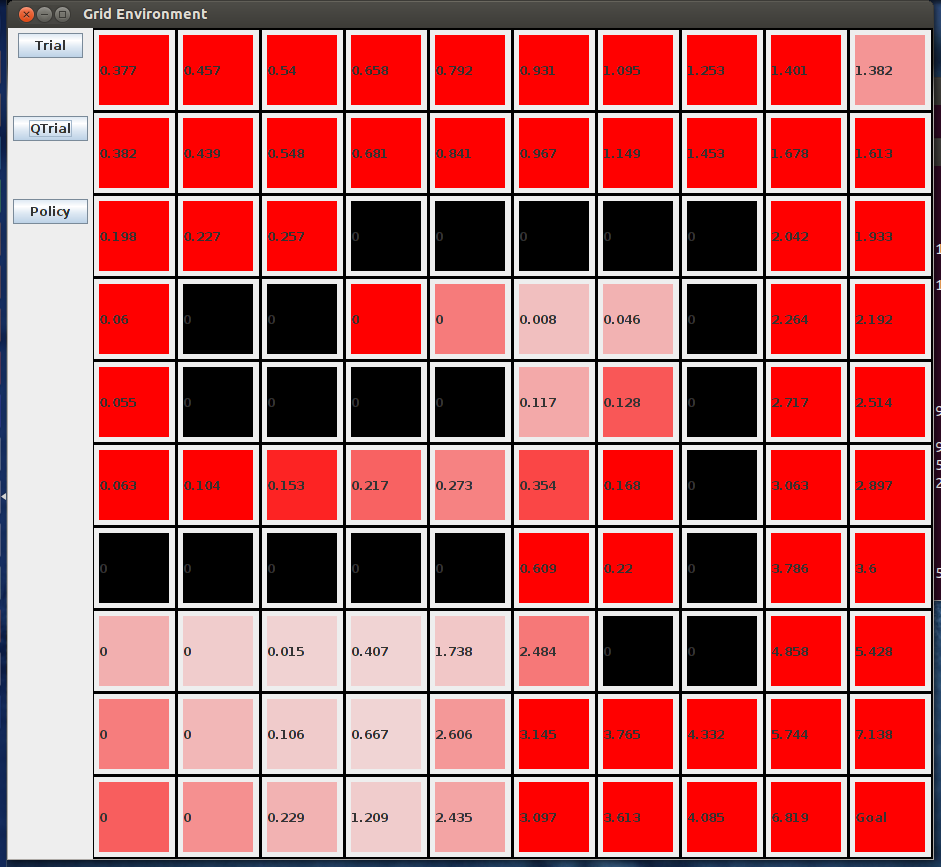 Grid Environment
Trial
0.377 0.457 0.54 0.658 0.792 0.931 1.095 1.253 1.401 1.382
QTrial
0.382 0.439 0.548 0.681 0.841 0.967 1.149 1.453 1.678 1.613
Policy
0.198 0.227 0.257 0 0 0 0 0 2.042 1.933
0.06 0 0 0 0 0.008 0.046 0 2.264 2.192
0.055 0 0 0 0 0.117 0.128 0 2.717 2.514
0.063 0.104 0.153 0.217 0.273 0.354 0.168 0 3.063 2.897
0 0 0 0 0 0.609 0.22 0 3.786 3.6
0 0 0.015 0.407 1.738 2.484 0 0 4.858 5.428
0 0 0.106 0.667 2.606 3.145 3.765 4.332 5.744 7.138
0 0 0.229 1.209 2.435 3.097 3.613 4.085 6.819 Goal